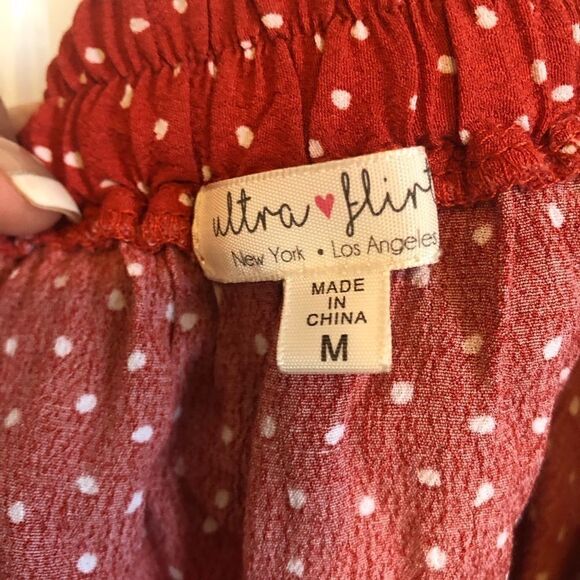 ultra ♥ flirt
New York • Los Angeles
MADE
IN
CHINA
M